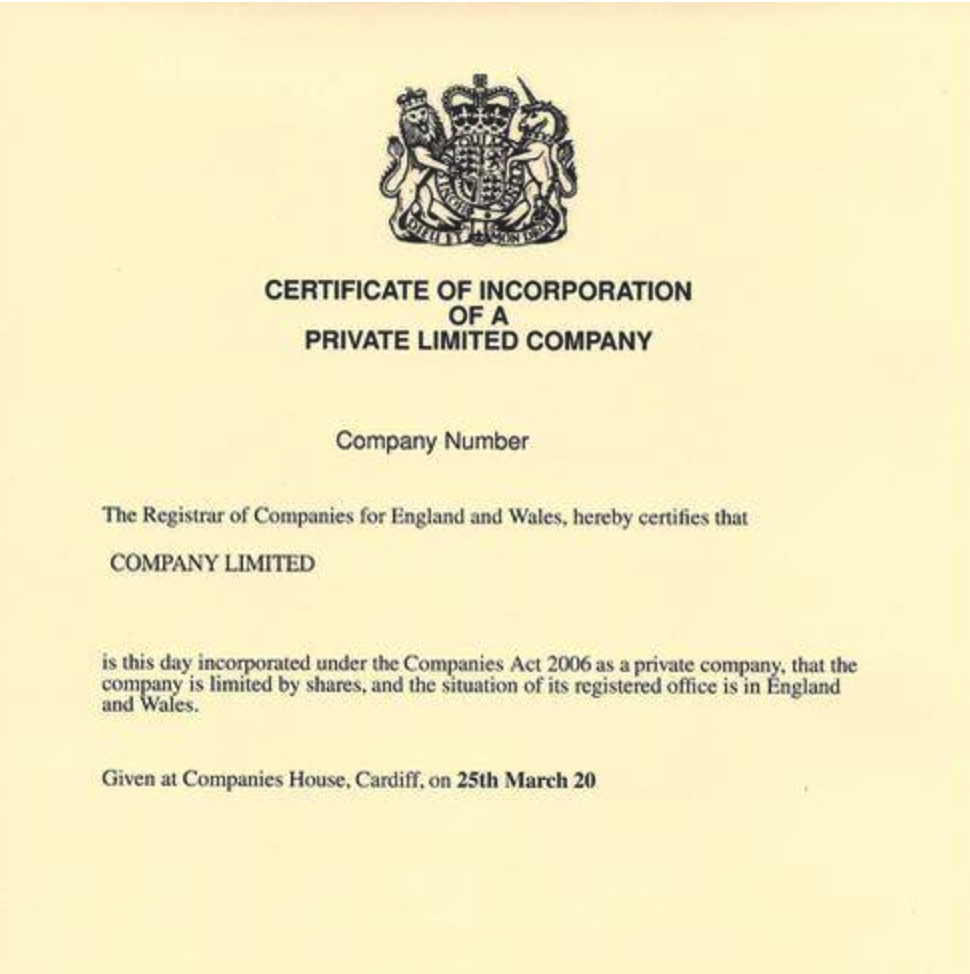 DIEU ET MON DROIT
CERTIFICATE OF INCORPORATION
OF A
PRIVATE LIMITED COMPANY
Company Number
The Registrar of Companies for England and Wales, hereby certifies that
COMPANY LIMITED
is this day incorporated under the Companies Act 2006 as a private company, that the
company is limited by shares, and the situation of its registered office is in England
and Wales.
Given at Companies House, Cardiff, on 25th March 20